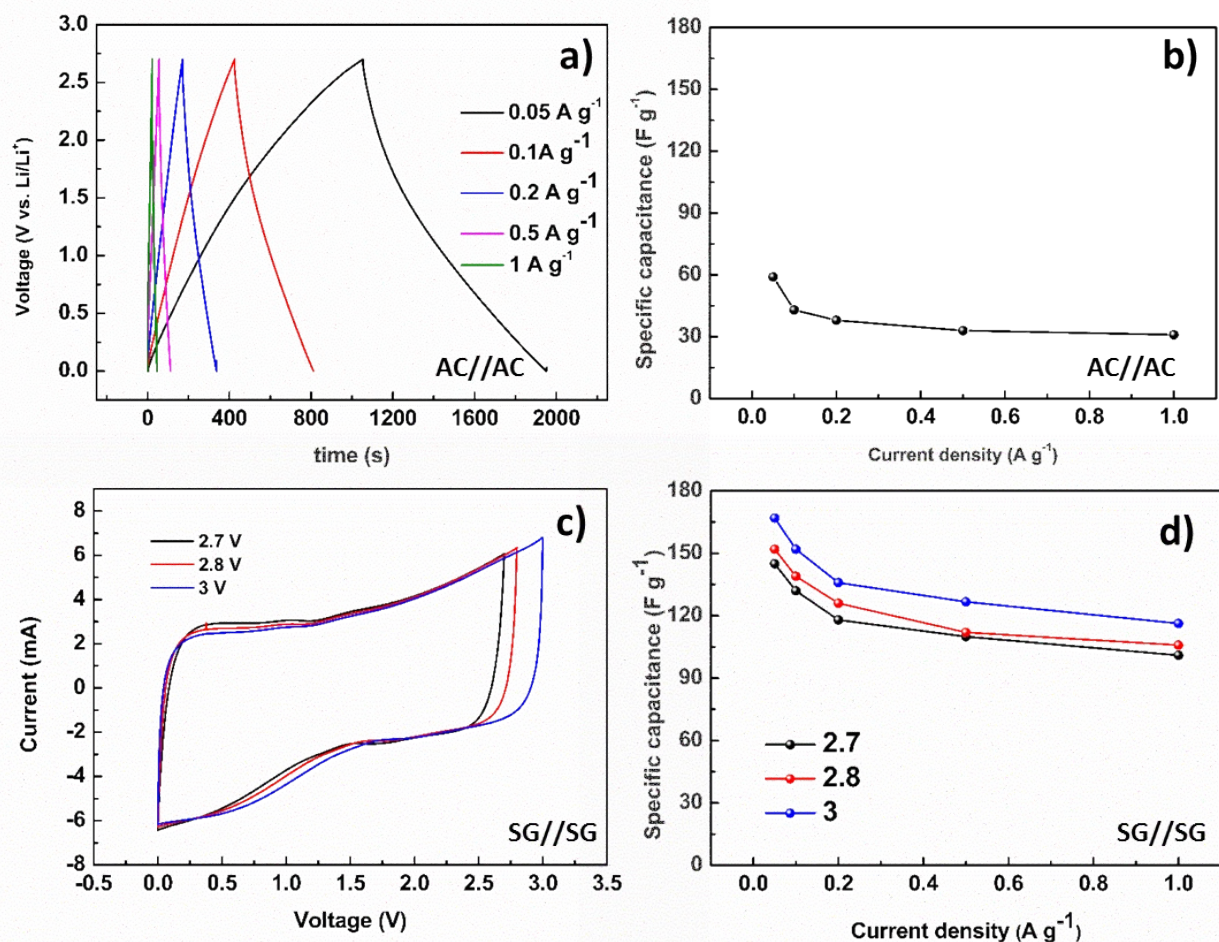 a)
Voltage (V vs. Li/Li⁺)
3.0
2.5
2.0
1.5
1.0
0.5
0.0
0.05 A g⁻¹
0.1A g⁻¹
0.2 A g⁻¹
0.5 A g⁻¹
1 A g⁻¹
AC//AC
0 400 800 1200 1600 2000
time (s)
b)
Specific capacitance (F g⁻¹)
180
150
120
90
60
30
0
AC//AC
0.0 0.2 0.4 0.6 0.8 1.0
Current density (A g⁻¹)
c)
Current (mA)
8
6
4
2
0
-2
-4
-6
-8
2.7 V
2.8 V
3 V
SG//SG
-0.5 0.0 0.5 1.0 1.5 2.0 2.5 3.0 3.5
Voltage (V)
d)
Specific capacitance (F g⁻¹)
180
150
120
90
60
30
0
2.7
2.8
3
SG//SG
0.0 0.2 0.4 0.6 0.8 1.0
Current density (A g⁻¹)